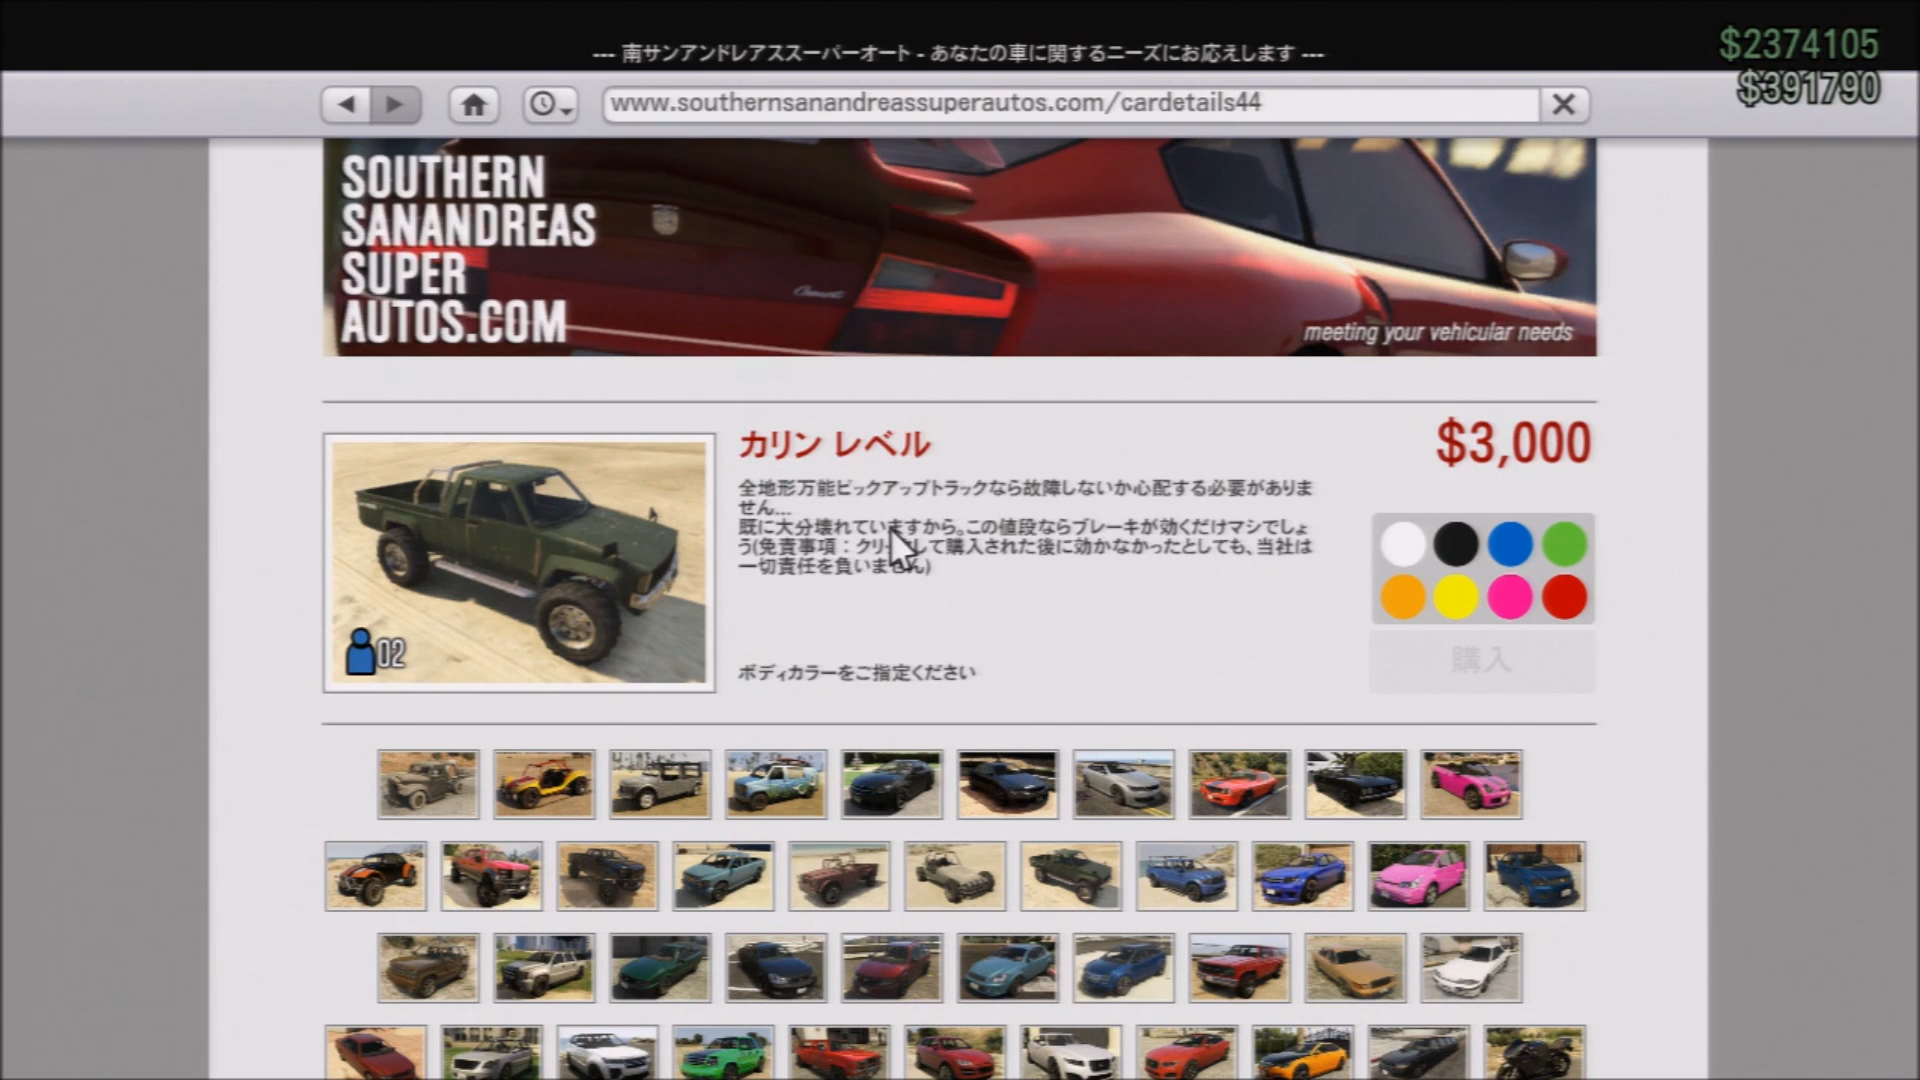 --- 南サンアンドレアススーパーオート - あなたの車に関するニーズにお応えします ---
$2374105
$391790
www.southernsanandreassuperautos.com/cardetails44
SOUTHERN
SANANDREAS
SUPER
AUTOS.COM
meeting your vehicular needs
カリン レベル
$3,000
全地形万能ピックアップトラックなら故障しないか心配する必要がありま
せん...
既に大分壊れていますから。この値段ならブレーキが効くだけマシでしょ
う(免責事項：クリックして購入された後に効かなかったとしても、当社は
一切責任を負いません)
02
ボディカラーをご指定ください
購入